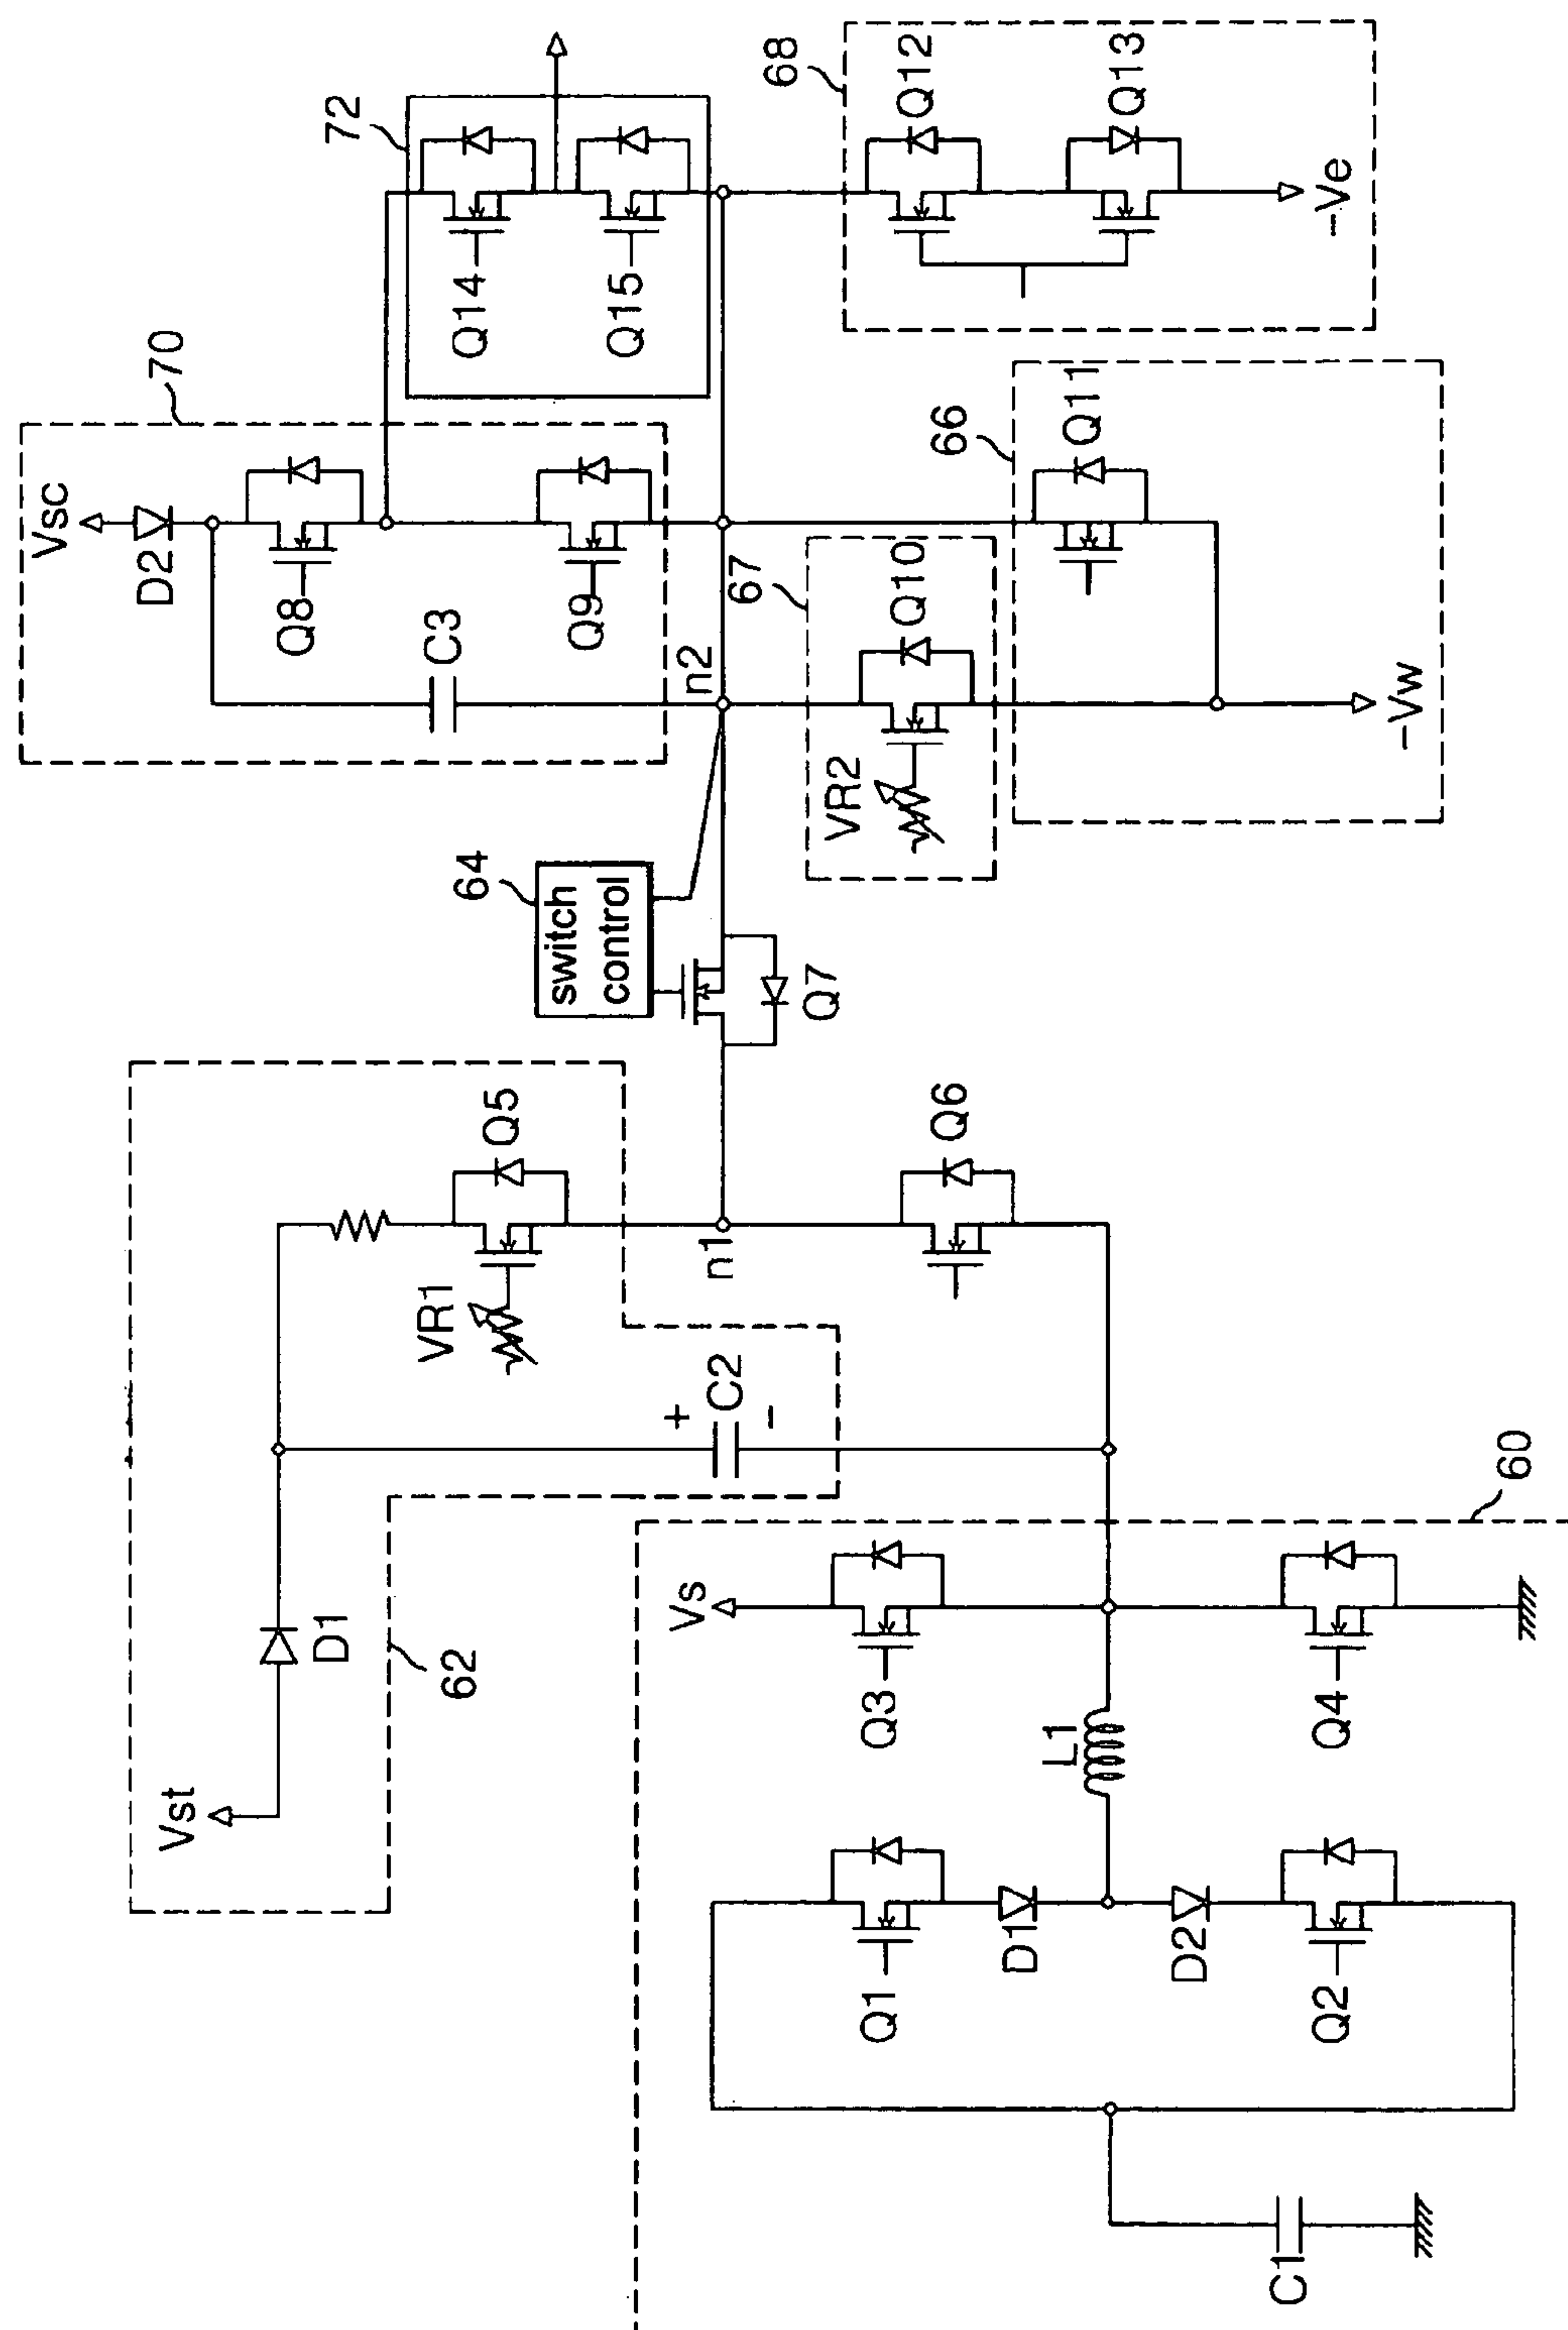 72
68
Q12
Q13
-Ve
Q14
Q15
70
Vsc
D2
Q8
Q9
C3
n2
67
66
Q10
Q11
VR2
-Vw
64
switch
control
Q7
Q5
Q6
n1
VR1
+
C2
-
Vst
D1
62
60
Vs
Q3
Q4
L1
Q1
D1
D2
Q2
C1